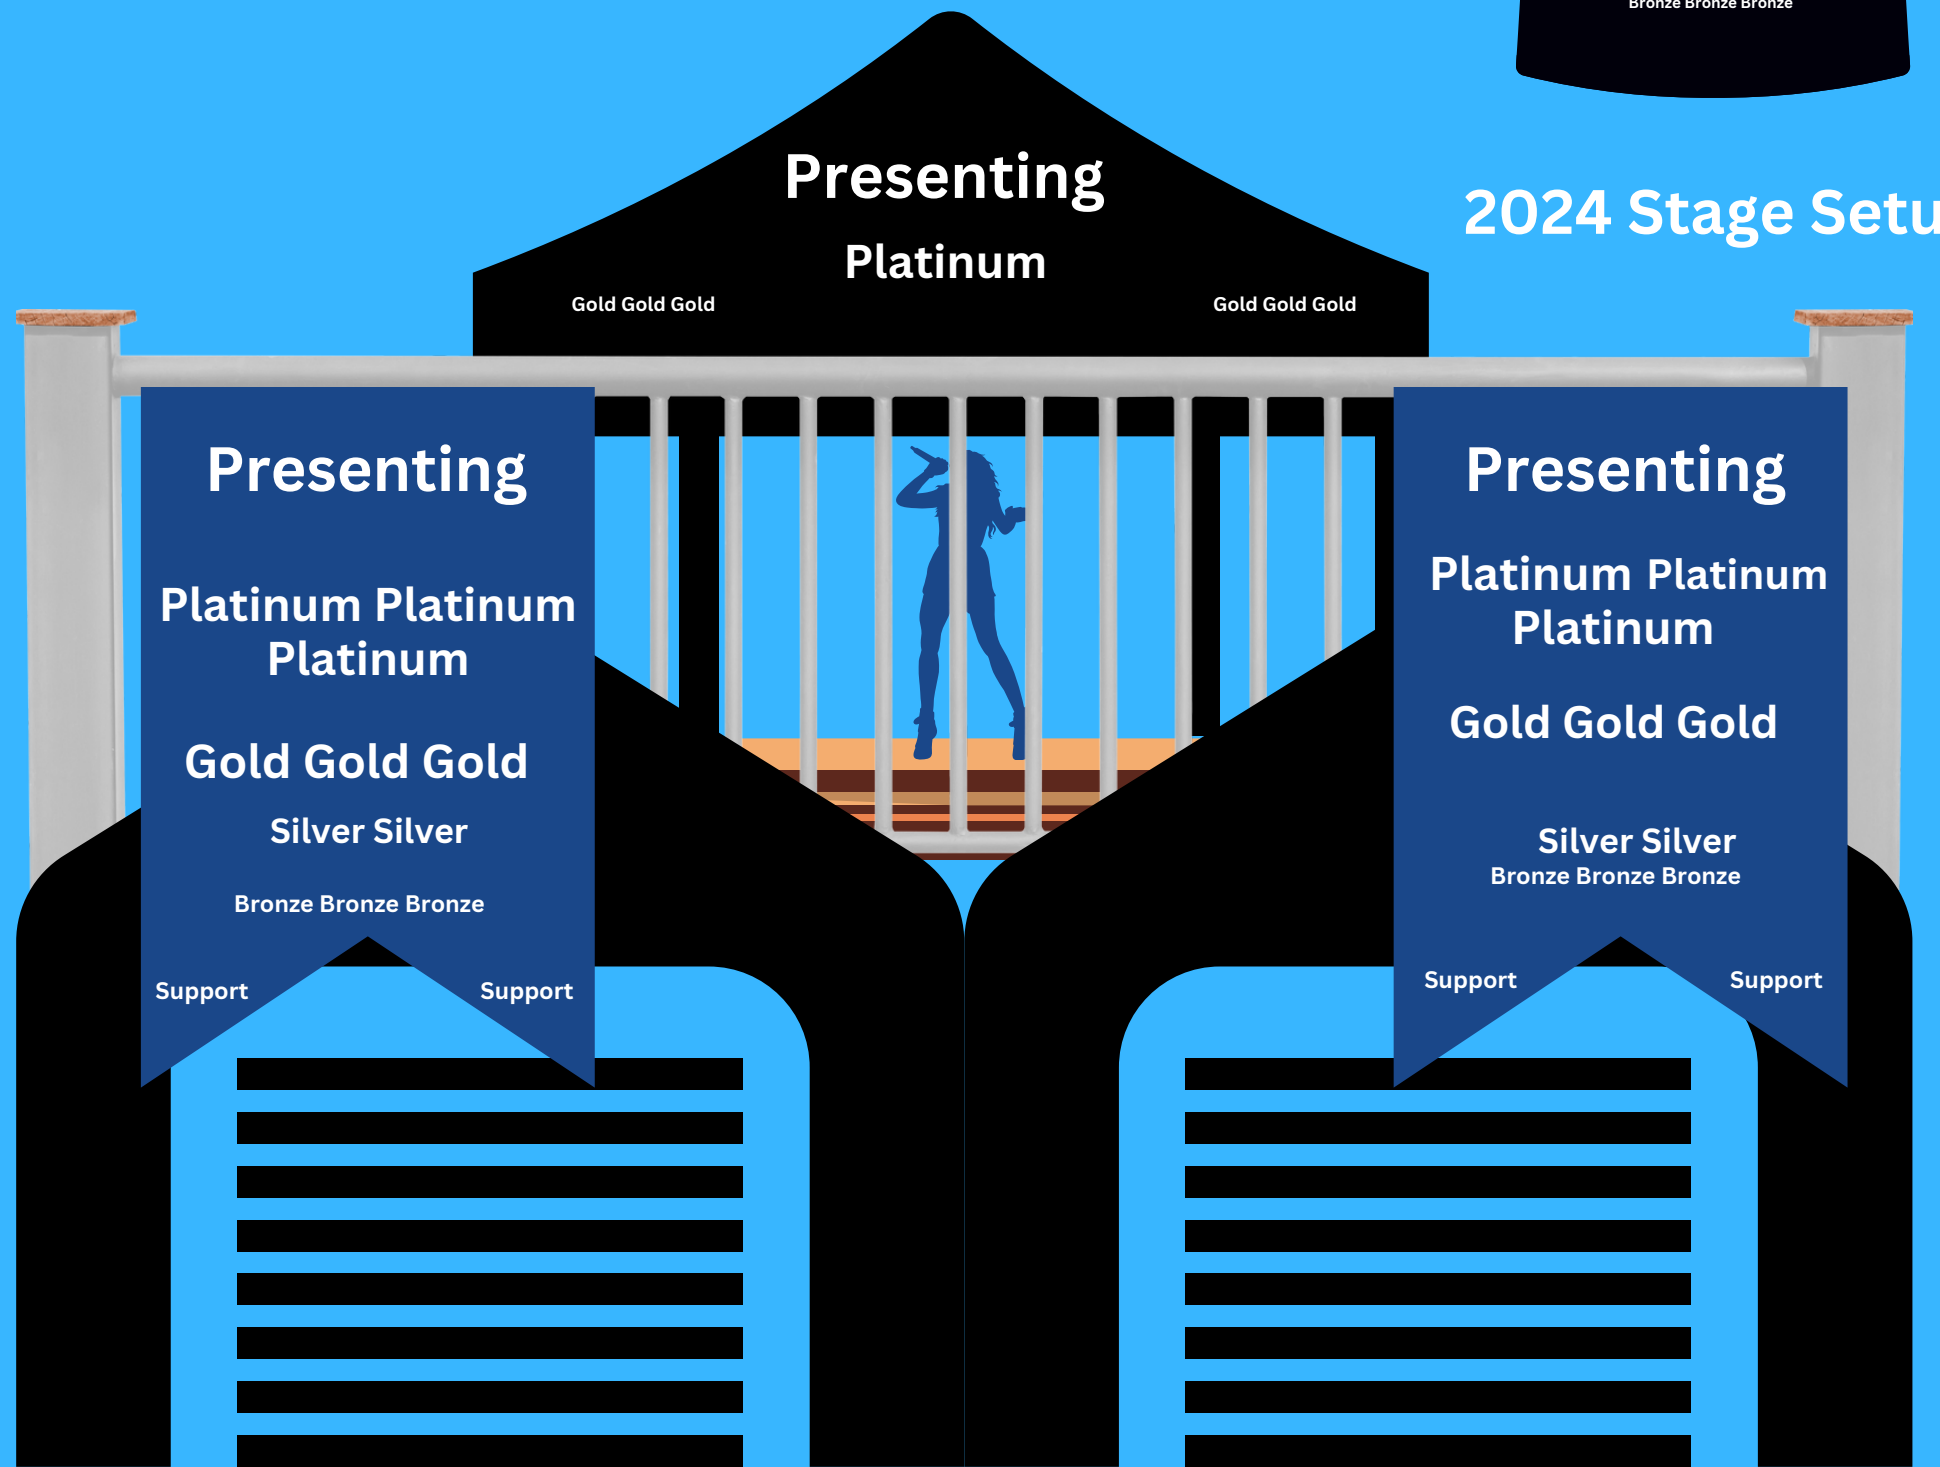 Bronze Bronze Bronze
2024 Stage Setu
Presenting
Platinum
Gold Gold Gold
Gold Gold Gold
Presenting
Platinum Platinum
Platinum
Gold Gold Gold
Silver Silver
Bronze Bronze Bronze
Support
Support
Presenting
Platinum Platinum
Platinum
Gold Gold Gold
Silver Silver
Bronze Bronze Bronze
Support
Support